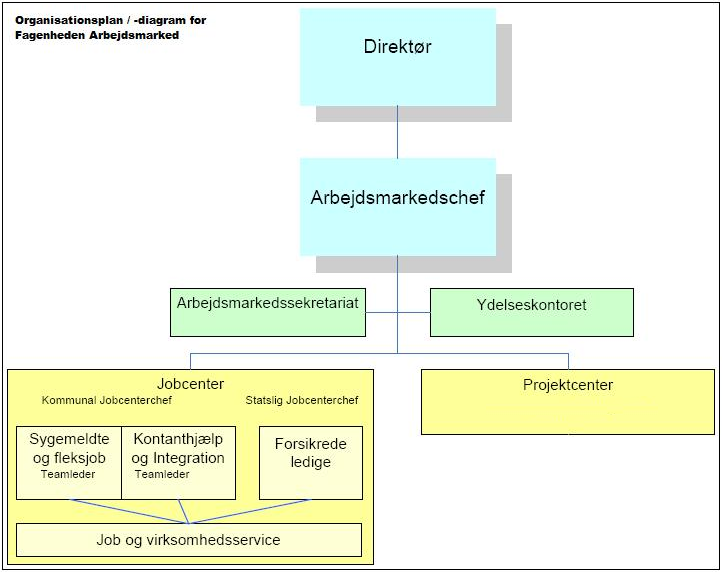 Organisationsplan / -diagram for
Fagenheden Arbejdsmarked
Direktør
Arbejdsmarkedschef
Arbejdsmarkedssekretariat
Ydelseskontoret
Jobcenter
Kommunal Jobcenterchef
Statslig Jobcenterchef
Projektcenter
Sygemeldte
og fleksjob
Teamleder
Kontanthjælp
og Integration
Teamleder
Forsikrede
ledige
Job og virksomhedsservice